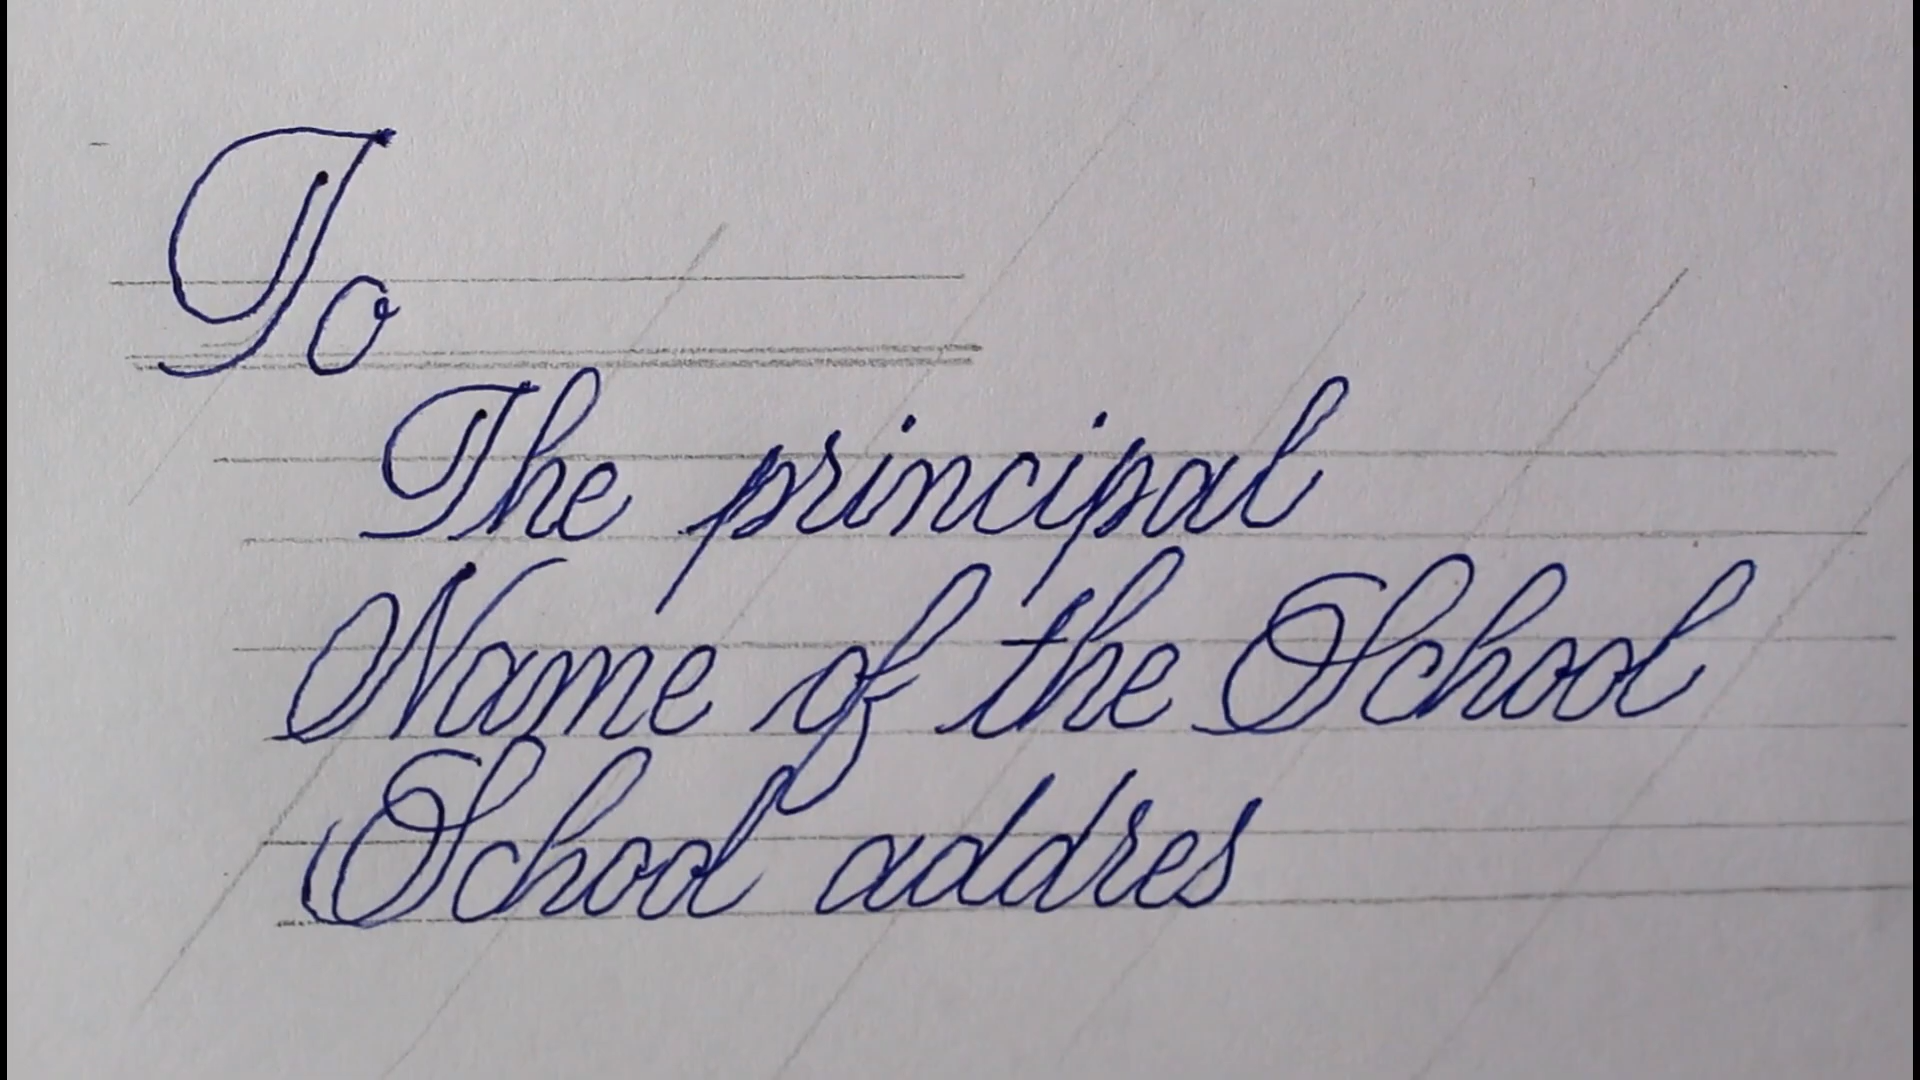 To
The principal
Name of the School
School addres